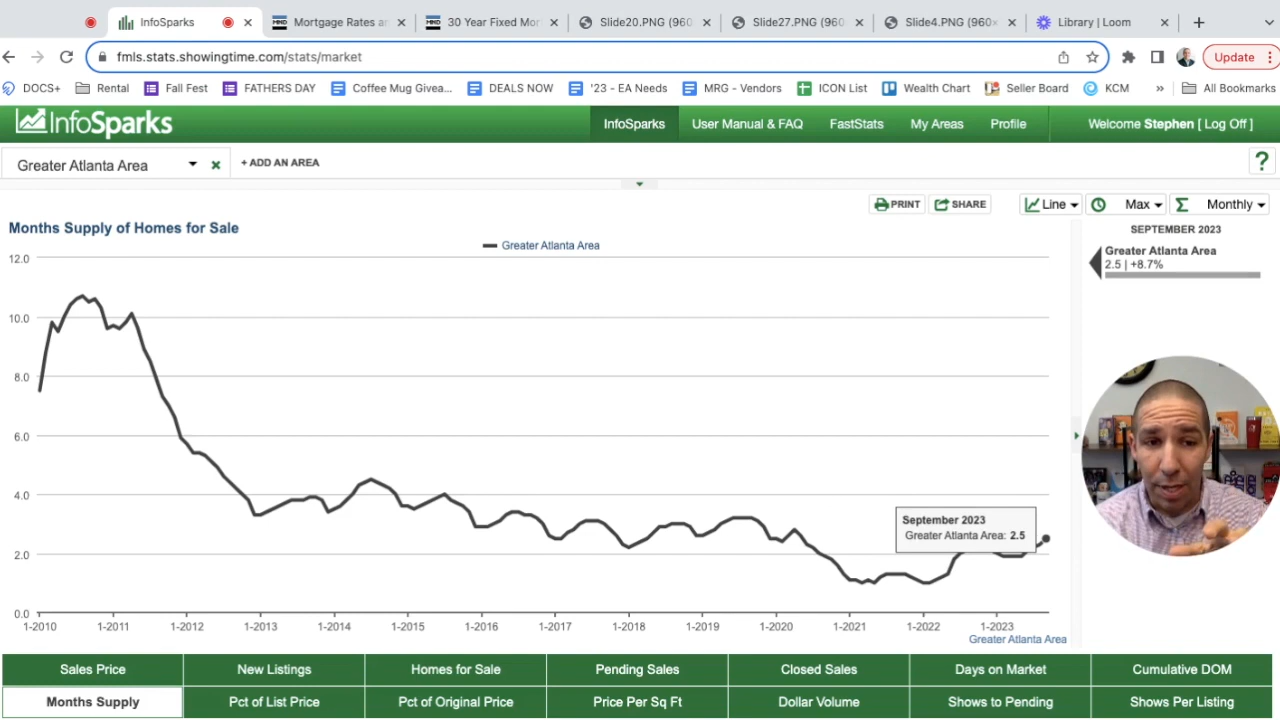 InfoSparks
Mortgage Rates an
30 Year Fixed Mor
Slide20.PNG (960
Slide27.PNG (960
Slide4.PNG (960×
Library | Loom
fmls.stats.showingtime.com/stats/market
Update
DOCS+
Rental
Fall Fest
FATHERS DAY
Coffee Mug Givea...
DEALS NOW
'23 - EA Needs
MRG - Vendors
ICON List
Wealth Chart
Seller Board
KCM
»
All Bookmarks
InfoSparks
InfoSparks
User Manual & FAQ
FastStats
My Areas
Profile
Welcome Stephen [ Log Off ]
Greater Atlanta Area
+ ADD AN AREA
?
PRINT
SHARE
Line
Max
Monthly
Months Supply of Homes for Sale
Greater Atlanta Area
SEPTEMBER 2023
Greater Atlanta Area
2.5 | +8.7%
12.0
10.0
8.0
6.0
4.0
2.0
0.0
September 2023
Greater Atlanta Area: 2.5
1-2010
1-2011
1-2012
1-2013
1-2014
1-2015
1-2016
1-2017
1-2018
1-2019
1-2020
1-2021
1-2022
1-2023
Greater Atlanta Area
Sales Price
New Listings
Homes for Sale
Pending Sales
Closed Sales
Days on Market
Cumulative DOM
Months Supply
Pct of List Price
Pct of Original Price
Price Per Sq Ft
Dollar Volume
Shows to Pending
Shows Per Listing